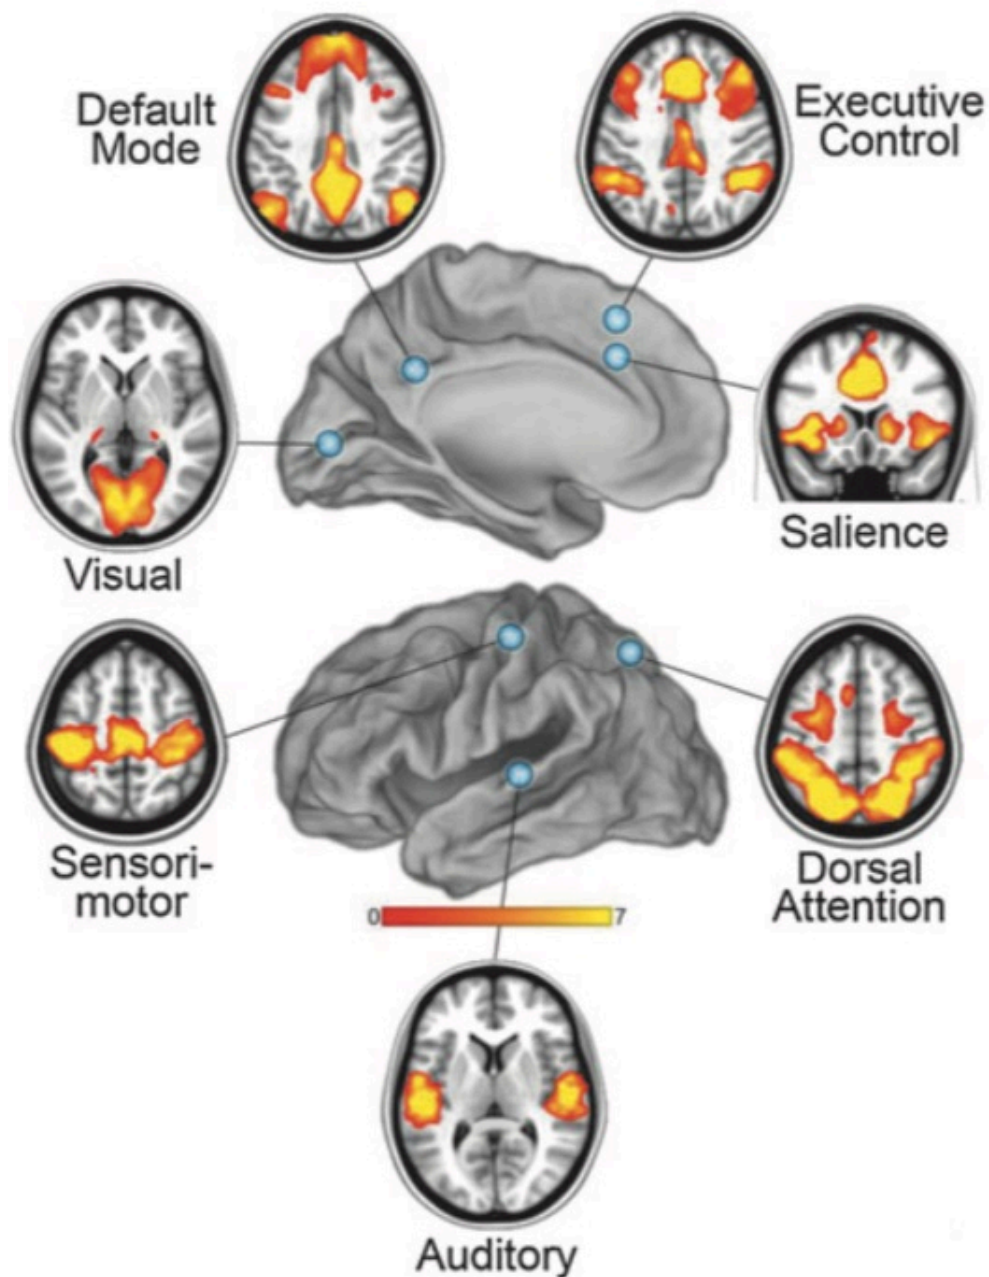 Default
Mode
Executive
Control
Visual
Salience
Sensori-
motor
Dorsal
Attention
0 7
Auditory